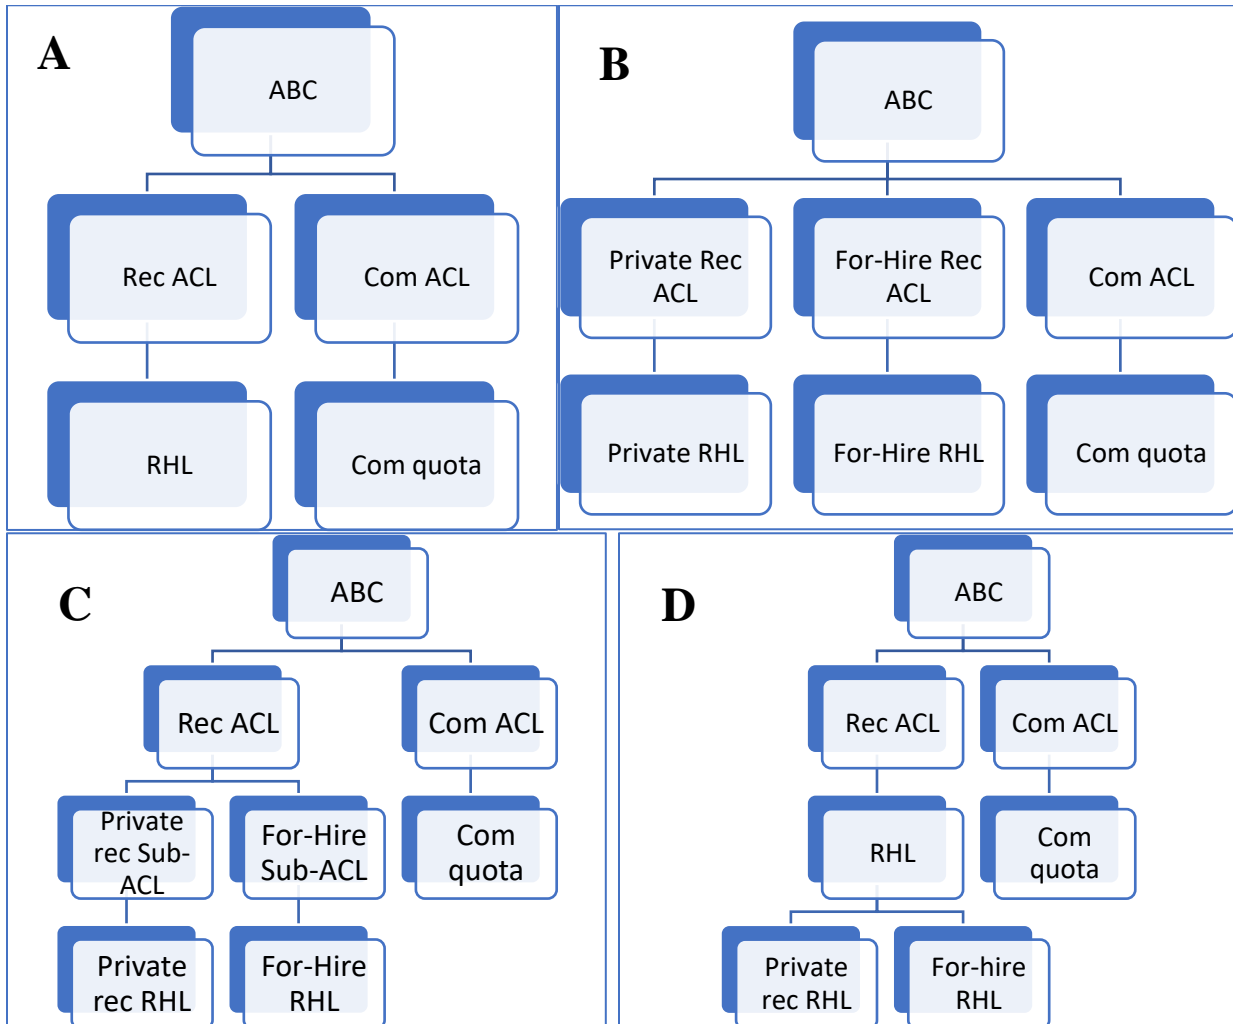 A
ABC
Rec ACL
Com ACL
RHL
Com quota
B
ABC
Private Rec
ACL
For-Hire Rec
ACL
Com ACL
Private RHL
For-Hire RHL
Com quota
C
ABC
Rec ACL
Com ACL
Private
rec Sub-
ACL
For-Hire
Sub-ACL
Com
quota
Private
rec RHL
For-Hire
RHL
D
ABC
Rec ACL
Com ACL
RHL
Com
quota
Private
rec RHL
For-hire
RHL